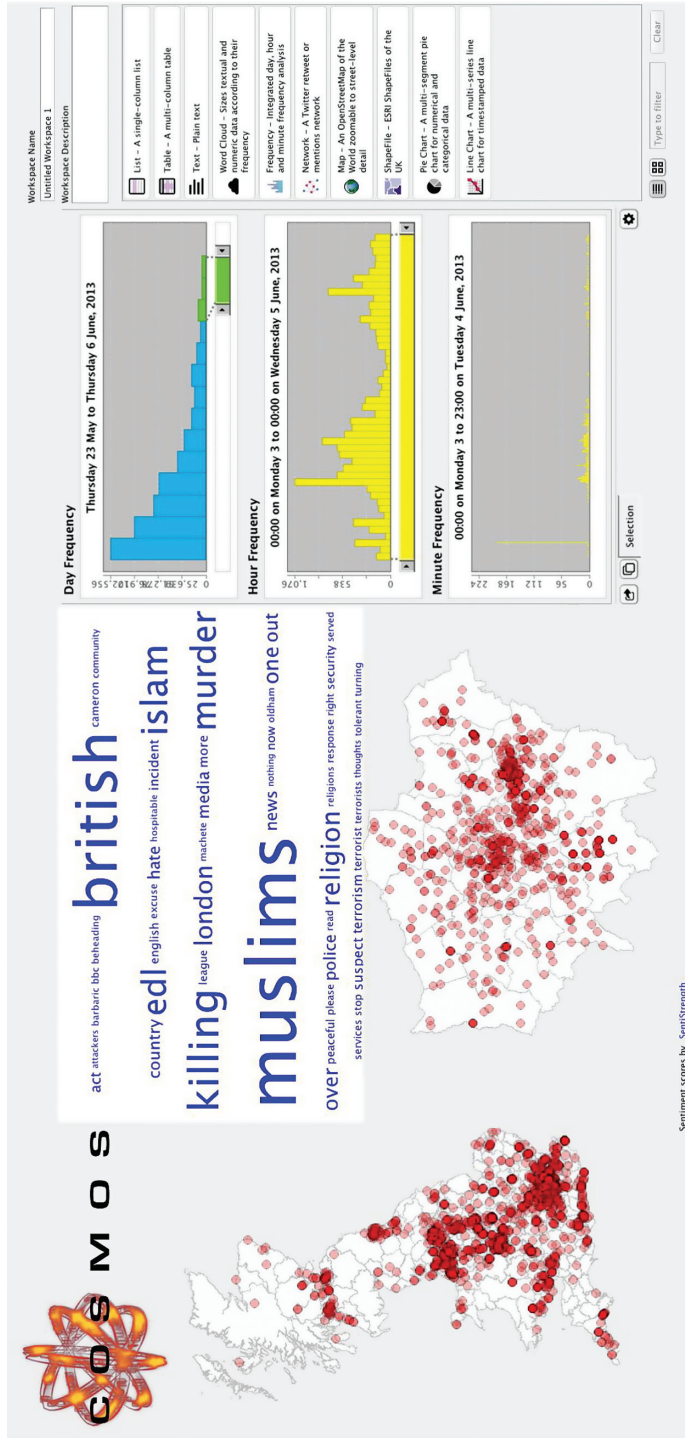 COSMOS
act attackers barbaric bbc beheading british cameron community
country edl english excuse hate hospitable incident islam
killing league london machete media more murder
muslims news nothing now oldham one out
over peaceful please police read religion religions response right security served
services stop suspect terrorism terrorist terrorists thoughts tolerant turning
Sentiment scores by SentiStrength
Day Frequency
Thursday 23 May to Thursday 6 June, 2013
0
Hour Frequency
00:00 on Monday 3 to 00:00 on Wednesday 5 June, 2013
1,076
538
0
Minute Frequency
00:00 on Monday 3 to 23:00 on Tuesday 4 June, 2013
224
168
112
56
0
Selection
Workspace Name
Untitled Workspace 1
Workspace Description
List - A single-column list
Table - A multi-column table
Text - Plain text
Word Cloud - Sizes textual and
numeric data according to their
frequency
Frequency - Integrated day, hour
and minute frequency analysis
Network - A Twitter retweet or
mentions network
Map - An OpenStreetMap of the
World zoomable to street-level
detail
ShapeFile - ESRI ShapeFiles of the
UK
Pie Chart - A multi-segment pie
chart for numerical and
categorical data
Line Chart - A multi-series line
chart for timestamped data
Type to filter
Clear